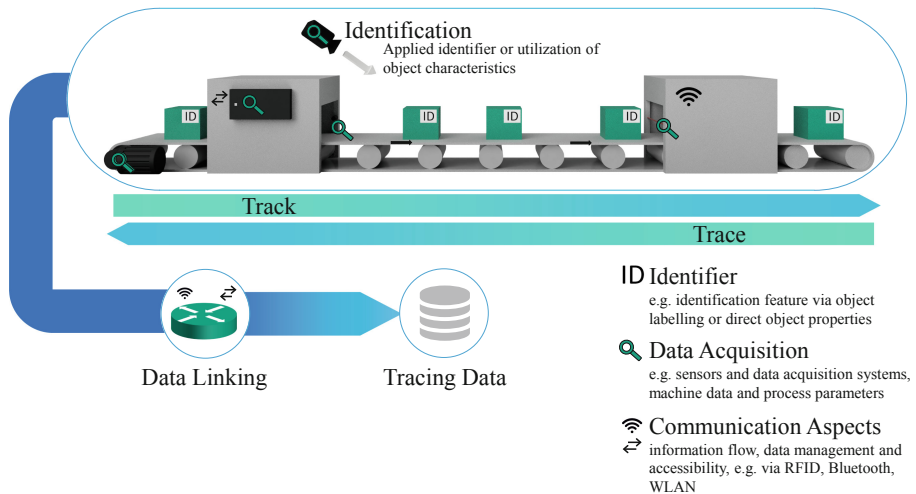 Identification
Applied identifier or utilization of
object characteristics
ID
ID
ID
ID
ID
Track
Trace
ID Identifier
e.g. identification feature via object
labelling or direct object properties
Data Acquisition
e.g. sensors and data acquisition systems,
machine data and process parameters
Communication Aspects
information flow, data management and
accessibility, e.g. via RFID, Bluetooth,
WLAN
Data Linking
Tracing Data